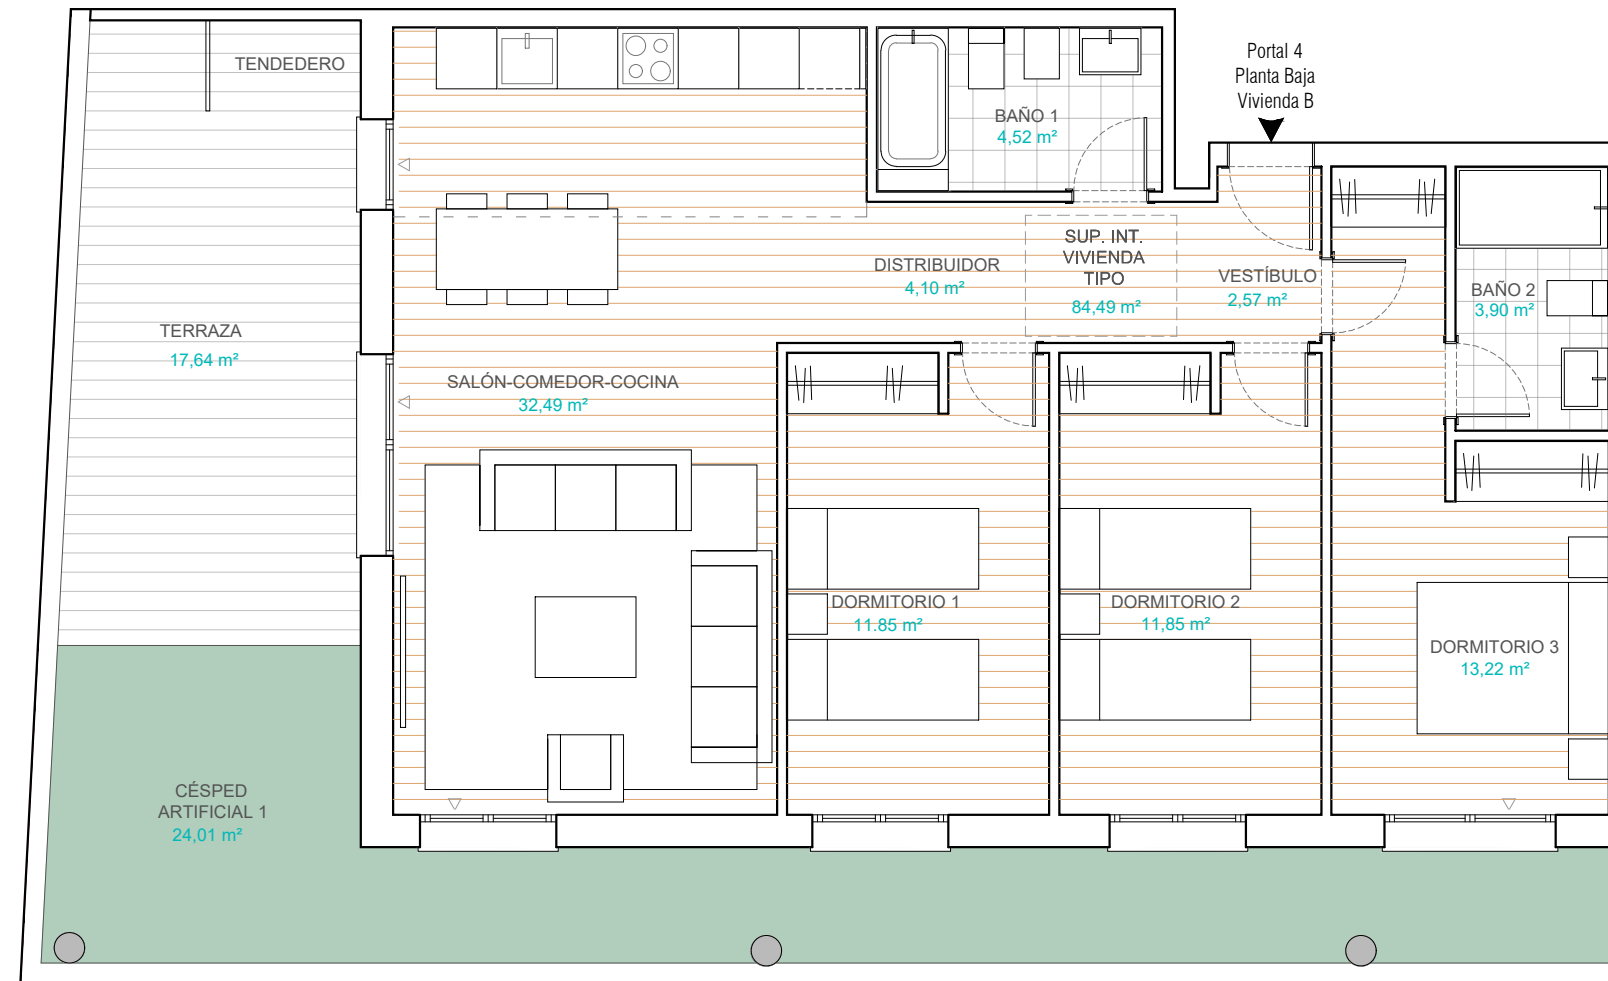 TENDEDERO
Portal 4
Planta Baja
Vivienda B
BAÑO 1
4,52 m²
SUP. INT.
VIVIENDA
TIPO
84,49 m²
DISTRIBUIDOR
4,10 m²
VESTÍBULO
2,57 m²
BAÑO 2
3,90 m²
TERRAZA
17,64 m²
SALÓN-COMEDOR-COCINA
32,49 m²
DORMITORIO 1
11.85 m²
DORMITORIO 2
11,85 m²
DORMITORIO 3
13,22 m²
CÉSPED
ARTIFICIAL 1
24,01 m²